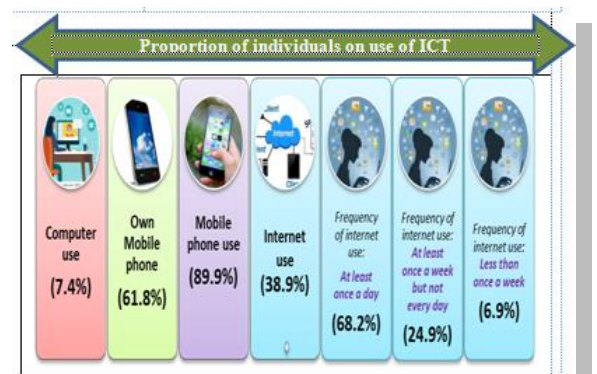 Proportion of individuals on use of ICT
Computer
use
(7.4%)
Own
Mobile
phone
(61.8%)
Mobile
phone use
(89.9%)
Internet
Internet
use
(38.9%)
Frequency
of internet
use:
At least
once a day
(68.2%)
Frequency of
internet use:
At least
once a week
but not
every day
(24.9%)
Frequency of
internet use:
Less than
once a week
(6.9%)